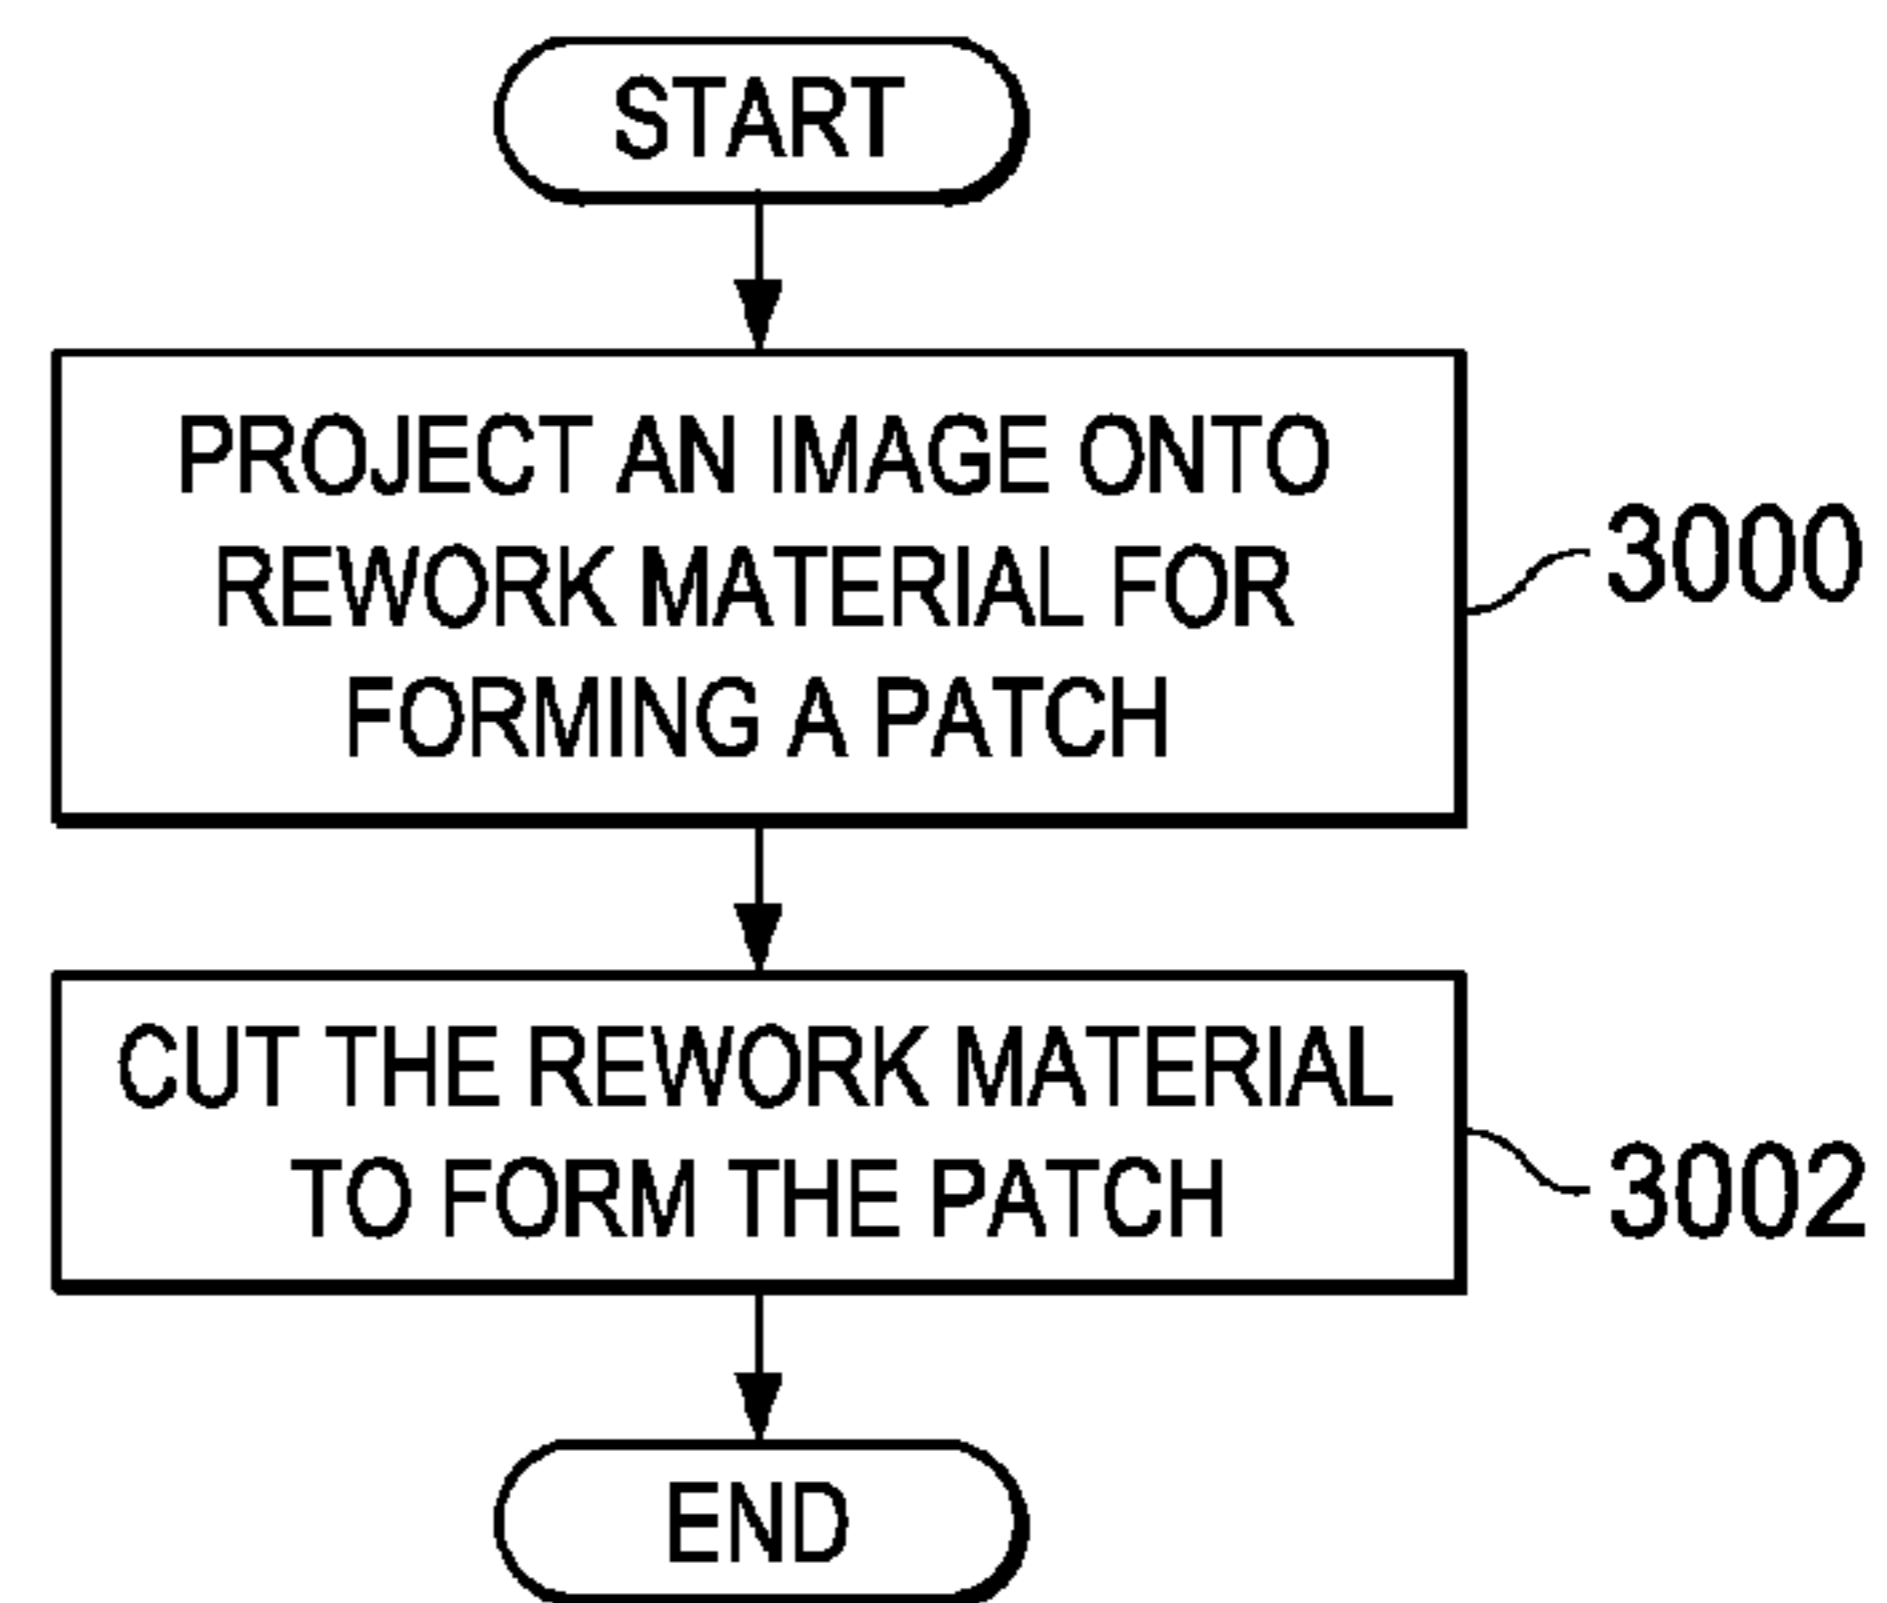 START
PROJECT AN IMAGE ONTO
REWORK MATERIAL FOR
FORMING A PATCH
3000
CUT THE REWORK MATERIAL
TO FORM THE PATCH
3002
END